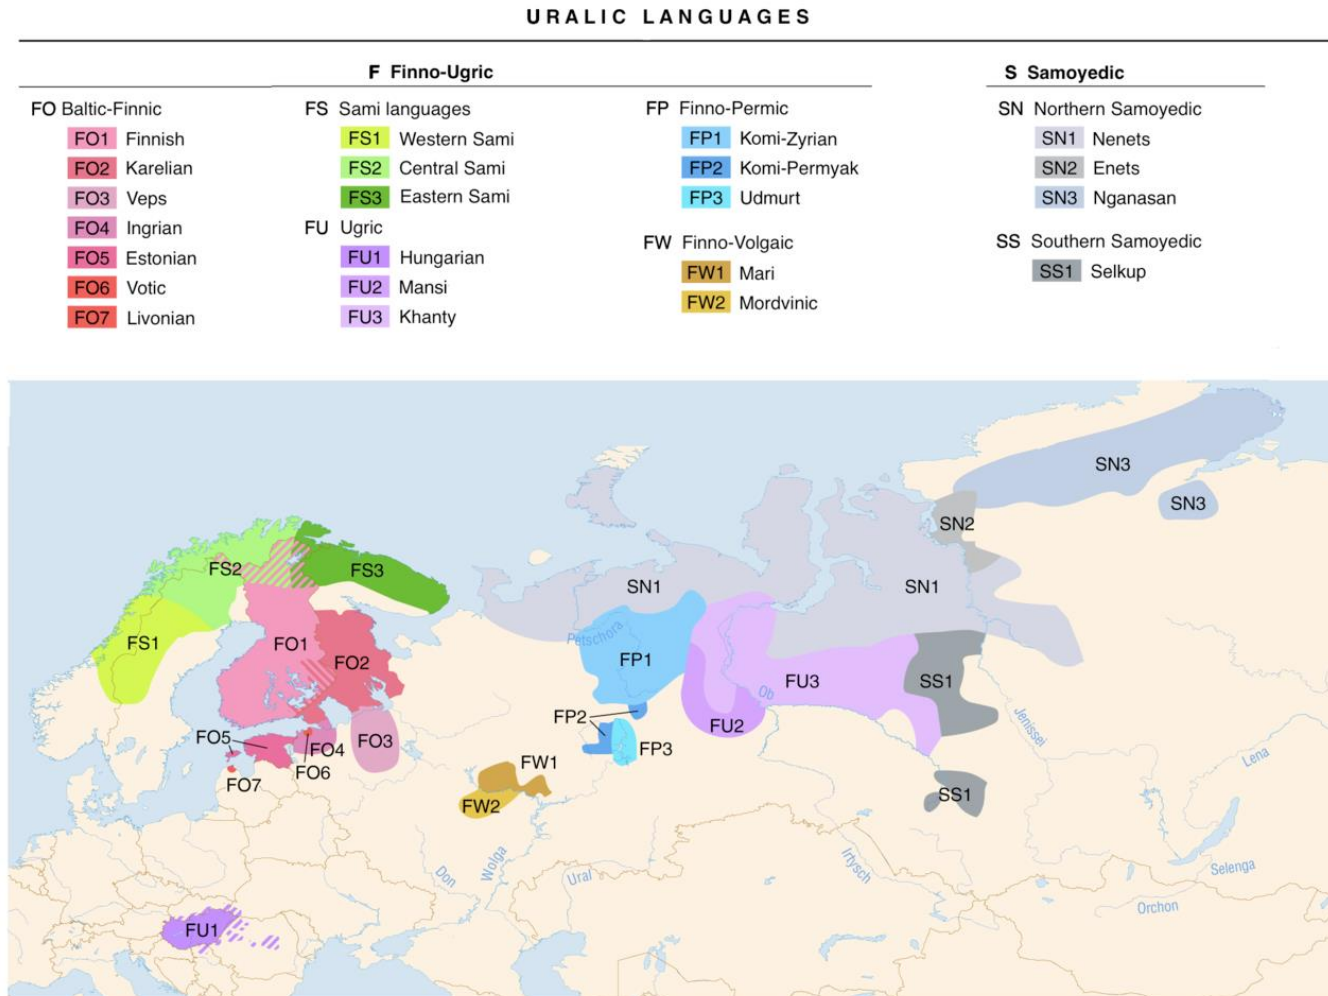 URALIC LANGUAGES
F Finno-Ugric
S Samoyedic
FO Baltic-Finnic
FO1 Finnish
FO2 Karelian
FO3 Veps
FO4 Ingrian
FO5 Estonian
FO6 Votic
FO7 Livonian
FS Sami languages
FS1 Western Sami
FS2 Central Sami
FS3 Eastern Sami
FU Ugric
FU1 Hungarian
FU2 Mansi
FU3 Khanty
FP Finno-Permic
FP1 Komi-Zyrian
FP2 Komi-Permyak
FP3 Udmurt
FW Finno-Volgaic
FW1 Mari
FW2 Mordvinic
SN Northern Samoyedic
SN1 Nenets
SN2 Enets
SN3 Nganasan
SS Southern Samoyedic
SS1 Selkup
SN3
SN3
SN2
FS2
FS3
SN1
SN1
Petschora
FS1
FO1
FO2
FP1
FU3
SS1
Ob
FP2
FU2
Jenissei
FO5
FO4
FO3
FP3
Lena
FO6
FO7
FW1
FW2
SS1
Don
Wolga
Ural
Irtysch
Selenga
Orchon
FU1